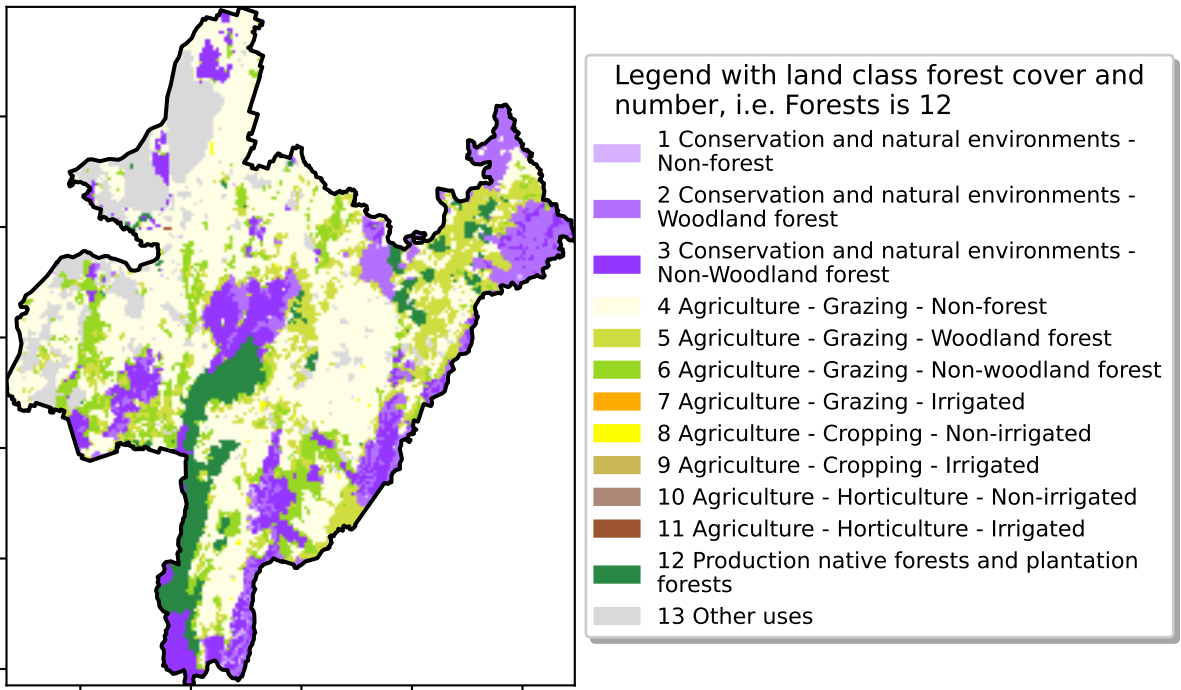 Legend with land class forest cover and
number, i.e. Forests is 12
1 Conservation and natural environments -
Non-forest
2 Conservation and natural environments -
Woodland forest
3 Conservation and natural environments -
Non-Woodland forest
4 Agriculture - Grazing - Non-forest
5 Agriculture - Grazing - Woodland forest
6 Agriculture - Grazing - Non-woodland forest
7 Agriculture - Grazing - Irrigated
8 Agriculture - Cropping - Non-irrigated
9 Agriculture - Cropping - Irrigated
10 Agriculture - Horticulture - Non-irrigated
11 Agriculture - Horticulture - Irrigated
12 Production native forests and plantation
forests
13 Other uses